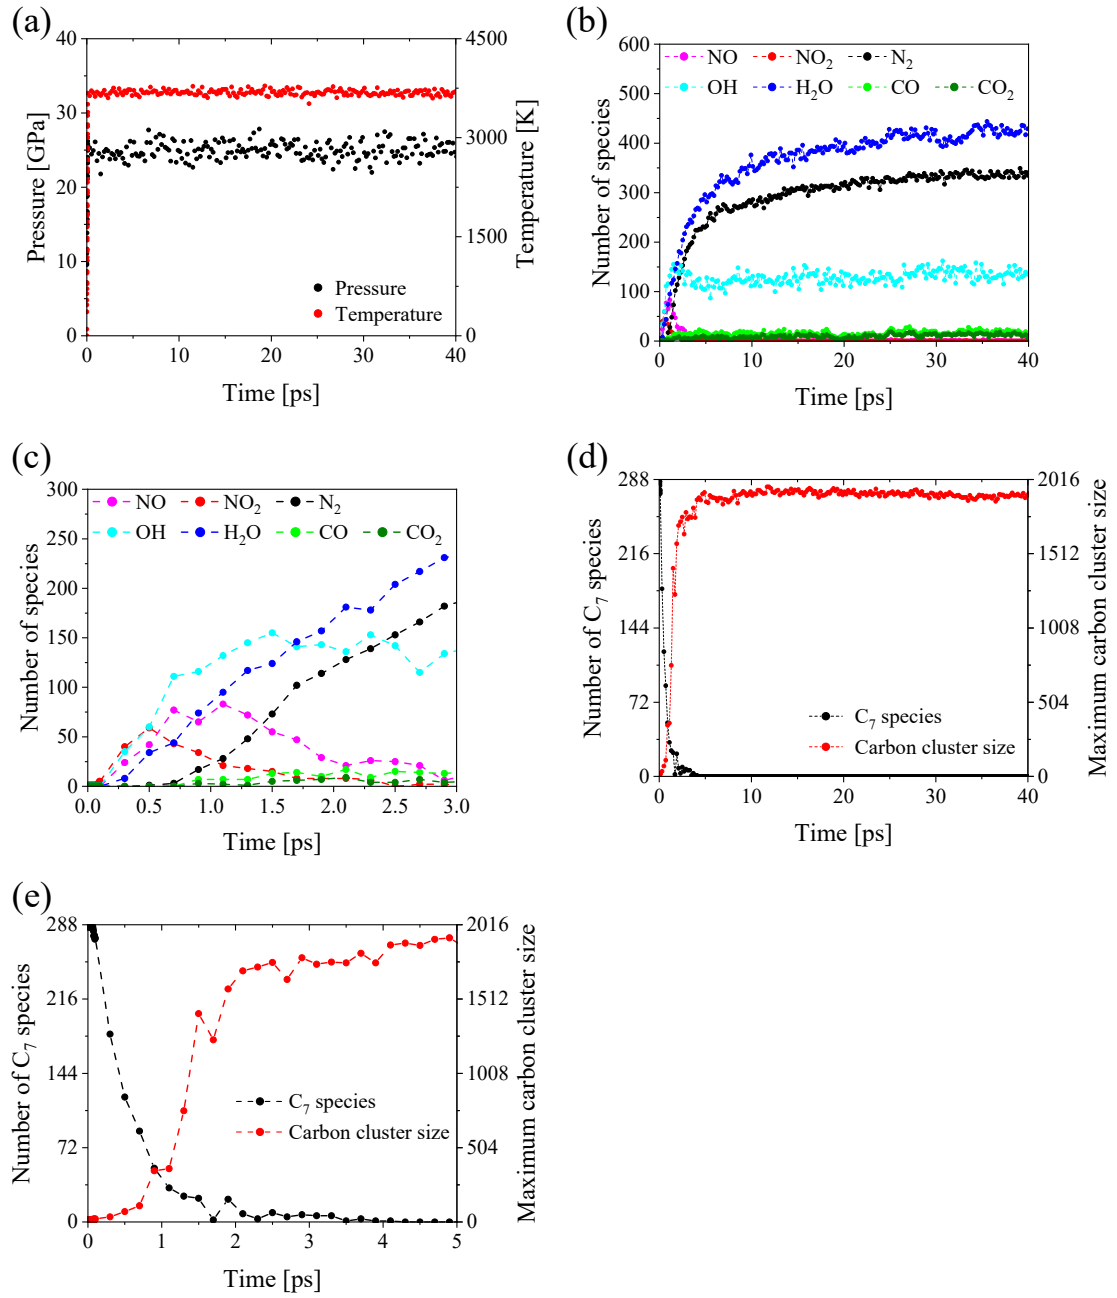 (a)
40
30
20
10
0
Pressure [GPa]
4500
3000
1500
0
Temperature [K]
Pressure
Temperature
0 10 20 30 40
Time [ps]
(b)
600
500
400
300
200
100
0
Number of species
NO NO₂ N₂
OH H₂O CO CO₂
0 10 20 30 40
Time [ps]
(c)
300
250
200
150
100
50
0
Number of species
NO NO₂ N₂
OH H₂O CO CO₂
0.0 0.5 1.0 1.5 2.0 2.5 3.0
Time [ps]
(d)
288
216
144
72
0
Number of C₇ species
2016
1512
1008
504
0
Maximum carbon cluster size
C₇ species
Carbon cluster size
0 10 20 30 40
Time [ps]
(e)
288
216
144
72
0
Number of C₇ species
2016
1512
1008
504
0
Maximum carbon cluster size
C₇ species
Carbon cluster size
0 1 2 3 4 5
Time [ps]